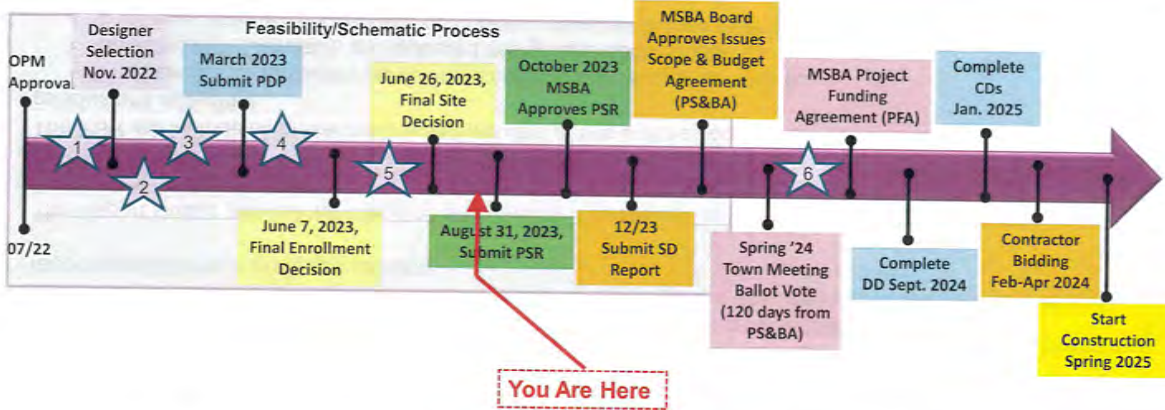 Feasibility/Schematic Process
OPM
Approval
07/22
1
Designer
Selection
Nov. 2022
2
3
March 2023
Submit PDP
4
June 7, 2023,
Final Enrollment
Decision
5
June 26, 2023,
Final Site
Decision
You Are Here
August 31, 2023,
Submit PSR
October 2023
MSBA
Approves PSR
12/23
Submit SD
Report
MSBA Board
Approves Issues
Scope & Budget
Agreement
(PS&BA)
Spring '24
Town Meeting
Ballot Vote
(120 days from
PS&BA)
6
MSBA Project
Funding
Agreement (PFA)
Complete
DD Sept. 2024
Complete
CDs
Jan. 2025
Contractor
Bidding
Feb-Apr 2024
Start
Construction
Spring 2025